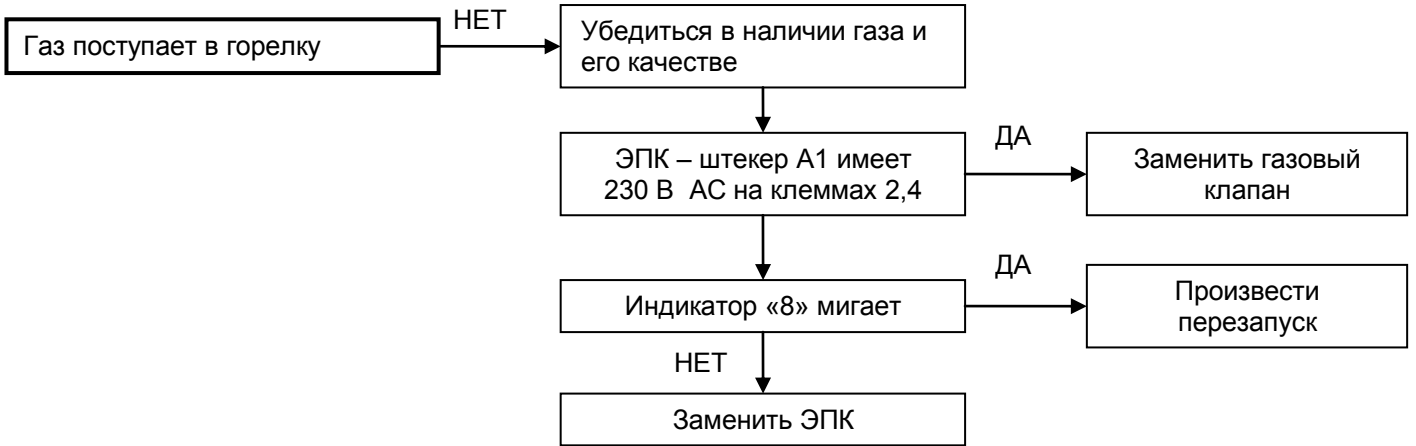 НЕТ
Газ поступает в горелку
Убедиться в наличии газа и
его качестве
ДА
ЭПК – штекер А1 имеет
230 В  АС на клеммах 2,4
Заменить газовый
клапан
ДА
Индикатор «8» мигает
Произвести
перезапуск
НЕТ
Заменить ЭПК